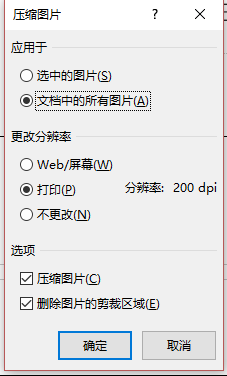 压缩图片
?
应用于
选中的图片(S)
文档中的所有图片(A)
更改分辨率
Web/屏幕(W)
打印(P) 分辨率: 200 dpi
不更改(N)
选项
压缩图片(C)
删除图片的剪裁区域(E)
确定 取消